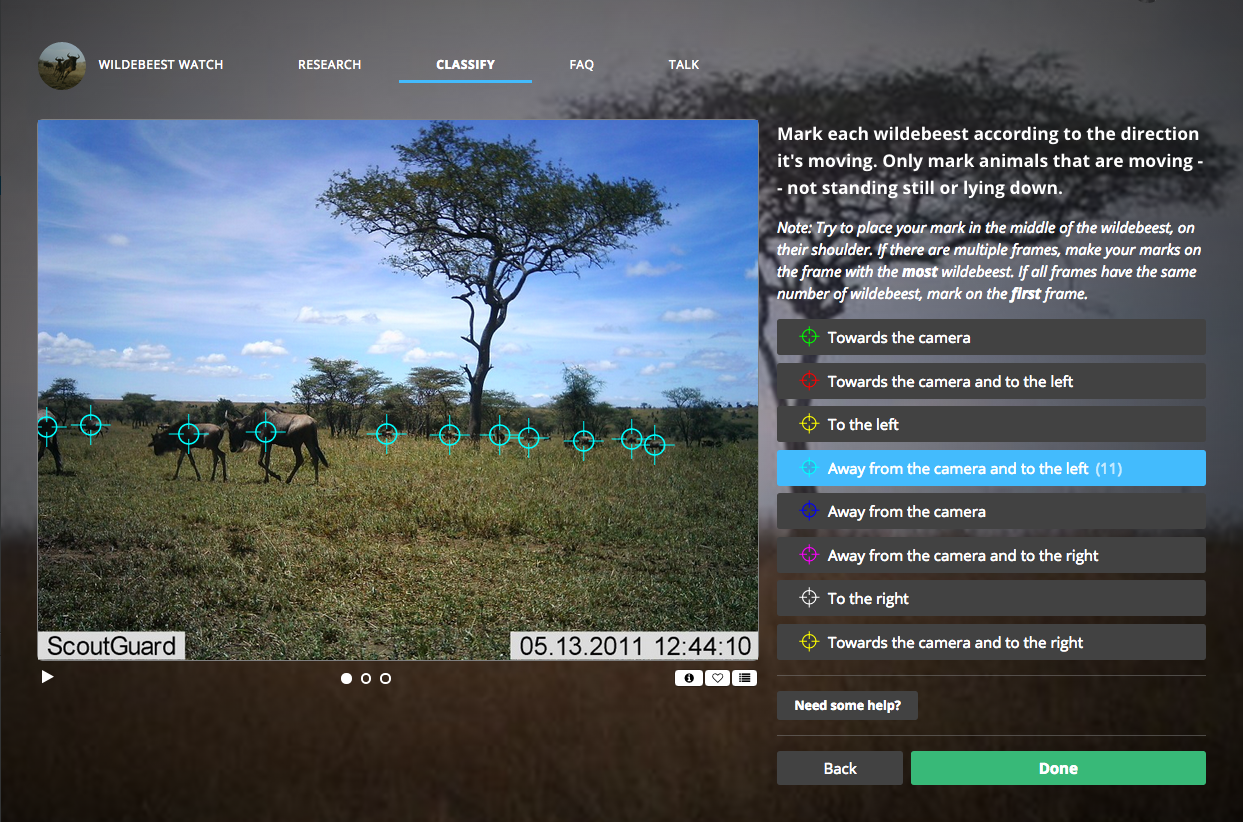 WILDEBEEST WATCH
RESEARCH
CLASSIFY
FAQ
TALK
Mark each wildebeest according to the direction
it's moving. Only mark animals that are moving -
- not standing still or lying down.
Note: Try to place your mark in the middle of the wildebeest, on
their shoulder. If there are multiple frames, make your marks on
the frame with the most wildebeest. If all frames have the same
number of wildebeest, mark on the first frame.
Towards the camera
Towards the camera and to the left
To the left
Away from the camera and to the left (11)
Away from the camera
Away from the camera and to the right
To the right
Towards the camera and to the right
ScoutGuard
05.13.2011 12:44:10
Need some help?
Back
Done